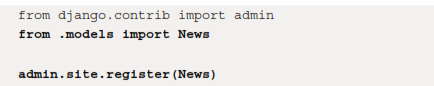 from django.contrib import admin
from .models import News
admin.site.register(News)